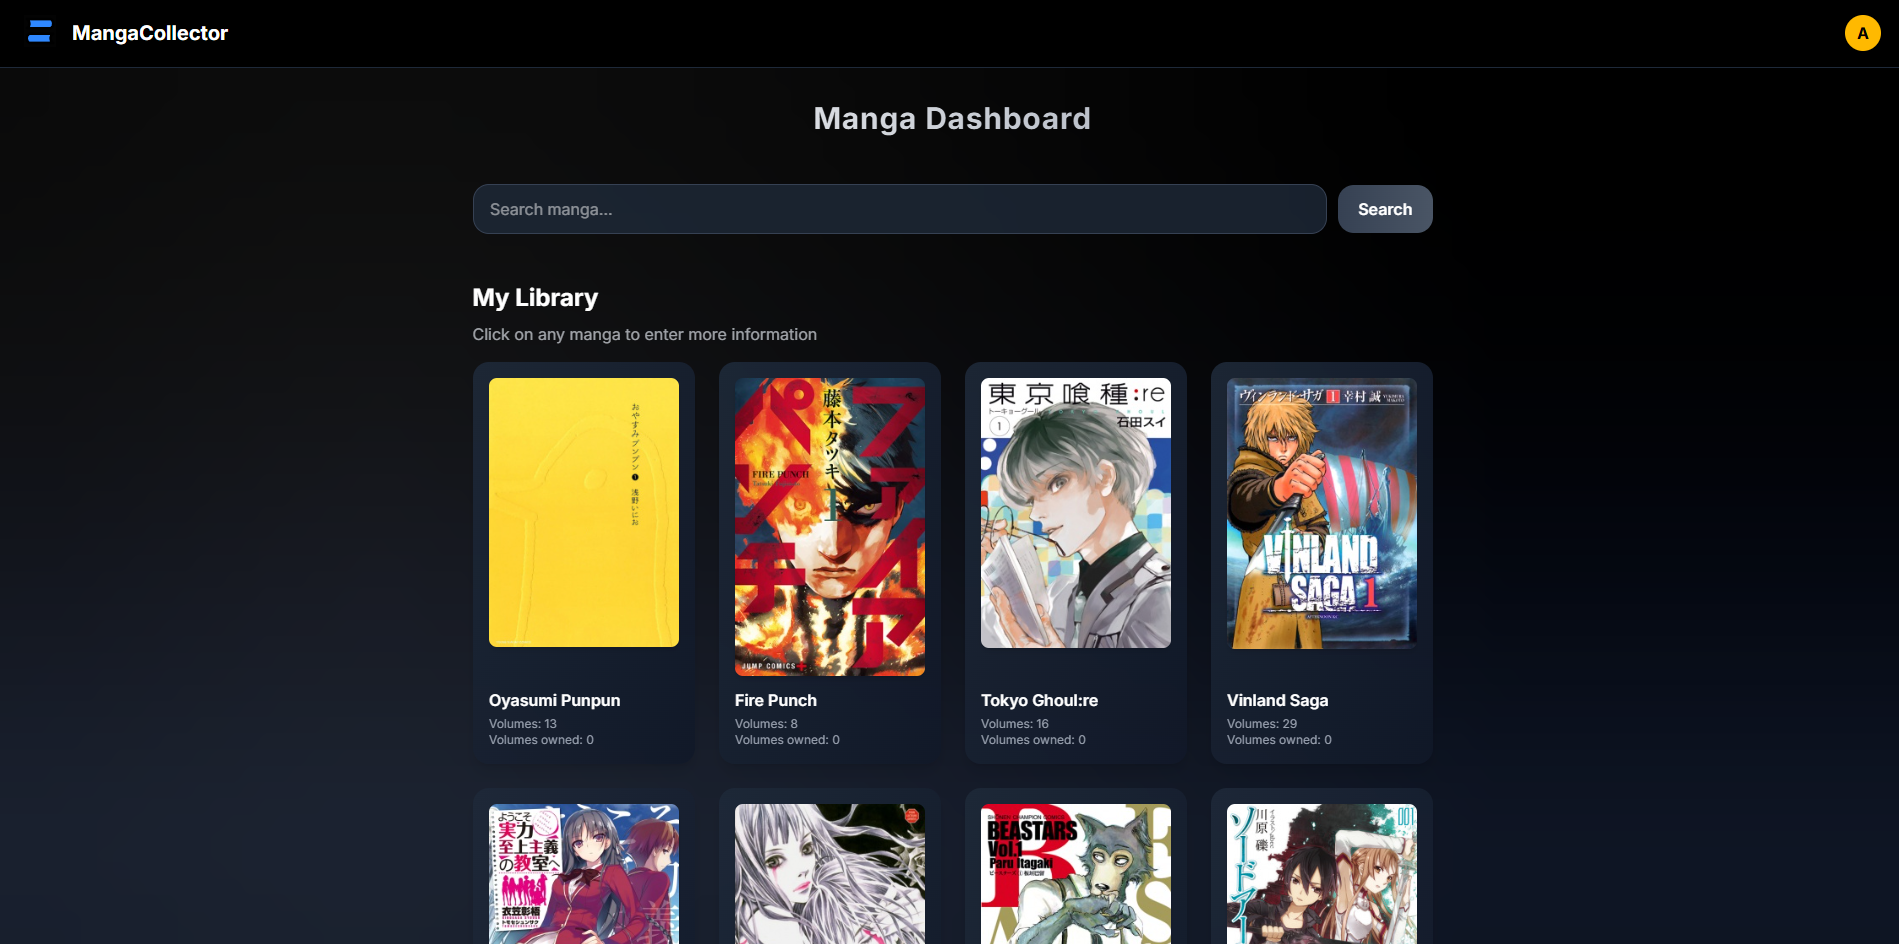 MangaCollector
A
Manga Dashboard
Search manga...
Search
My Library
Click on any manga to enter more information
おやすみプンプン
1
浅野いにお
ファイア
パンチ
藤本タツキ
1
FIRE PUNCH
JUMP COMICS+
東京喰種:re
トーキョーグール
1
石田スイ
ヴィンランド・サガ 1 幸村誠
VINLAND
SAGA 1
Oyasumi Punpun
Volumes: 13
Volumes owned: 0
Fire Punch
Volumes: 8
Volumes owned: 0
Tokyo Ghoul:re
Volumes: 16
Volumes owned: 0
Vinland Saga
Volumes: 29
Volumes owned: 0
ようこそ
実力
至上主義
の教室へ
衣笠彰梧
トモセシュンサク
BEASTARS
Vol.1
Paru Itagaki
001
川原 礫
ソードアー